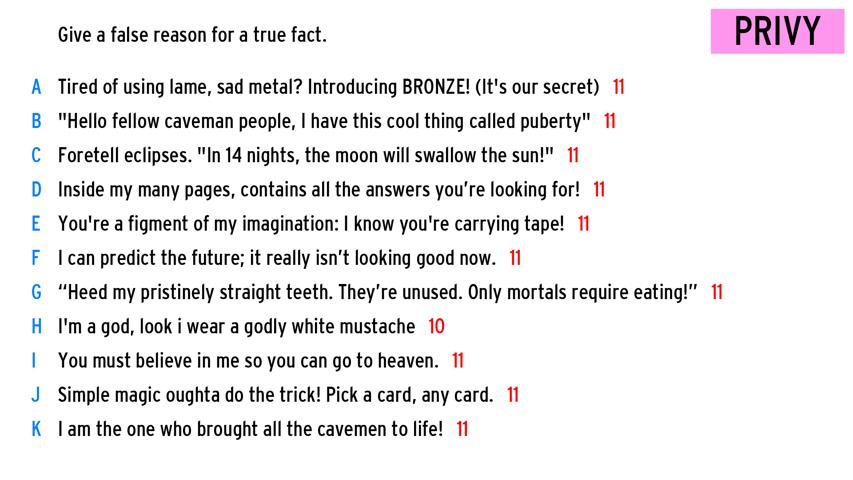 PRIVY
Give a false reason for a true fact.
A Tired of using lame, sad metal? Introducing BRONZE! (It's our secret) 11
B "Hello fellow caveman people, I have this cool thing called puberty" 11
C Foretell eclipses. "In 14 nights, the moon will swallow the sun!" 11
D Inside my many pages, contains all the answers you’re looking for! 11
E You're a figment of my imagination: I know you're carrying tape! 11
F I can predict the future; it really isn’t looking good now. 11
G “Heed my pristinely straight teeth. They’re unused. Only mortals require eating!” 11
H I'm a god, look i wear a godly white mustache 10
I You must believe in me so you can go to heaven. 11
J Simple magic oughta do the trick! Pick a card, any card. 11
K I am the one who brought all the cavemen to life! 11